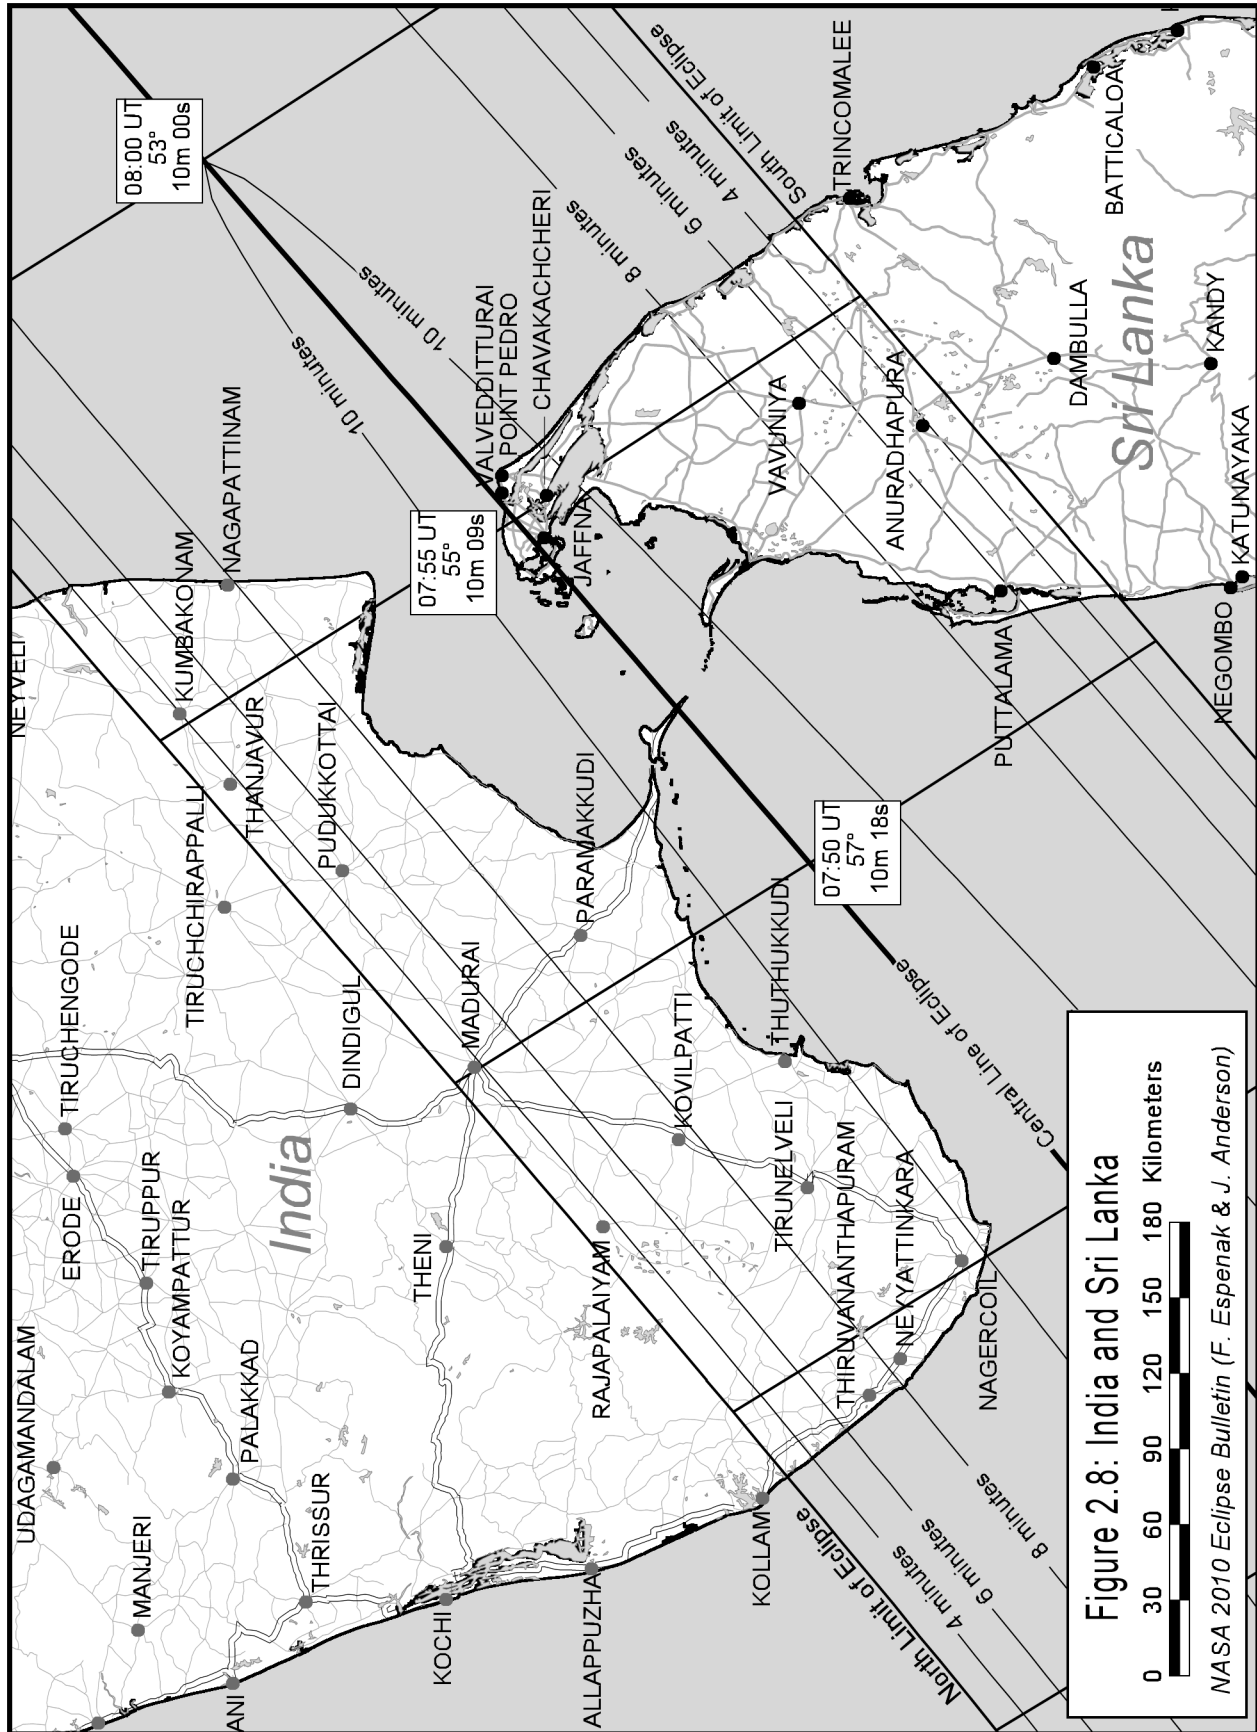 UDAGAMANDALAM
NEYVELI
ERODE
TIRUCHENGODE
MANJERI
TIRUPPUR
KOYAMPATTUR
KUMBAKONAM
08:00 UT
53°
10m 00s
TIRUCHCHIRAPPALLI
NAGAPATTINAM
ANI
PALAKKAD
THANJAVUR
India
THRISSUR
PUDUKKOTTAI
DINDIGUL
10 minutes
10 minutes
THENI
07:55 UT
55°
10m 09s
KOCHI
MADURAI
VALVEDDITTURAI
POINT PEDRO
CHAVAKACHCHERI
JAFFNA
ALLAPPUZHA
RAJAPALAIYAM
PARAMAKKUDI
8 minutes
6 minutes
4 minutes
South Limit of Eclipse
KOVILPATTI
KOLLAM
TIRUNELVELI
THUTHUKKUDI
VAVUNIYA
07:50 UT
57°
10m 18s
THIRUVANANTHAPURAM
TRINCOMALEE
NEYYATTINKARA
ANURADHAPURA
North Limit of Eclipse
4 minutes
6 minutes
8 minutes
Central Line of Eclipse
NAGERCOIL
PUTTALAMA
DAMBULLA
BATTICALOA
Sri Lanka
NEGOMBO
KATUNAYAKA
KANDY
Figure 2.8: India and Sri Lanka
0 30 60 90 120 150 180 Kilometers
NASA 2010 Eclipse Bulletin (F. Espenak & J. Anderson)